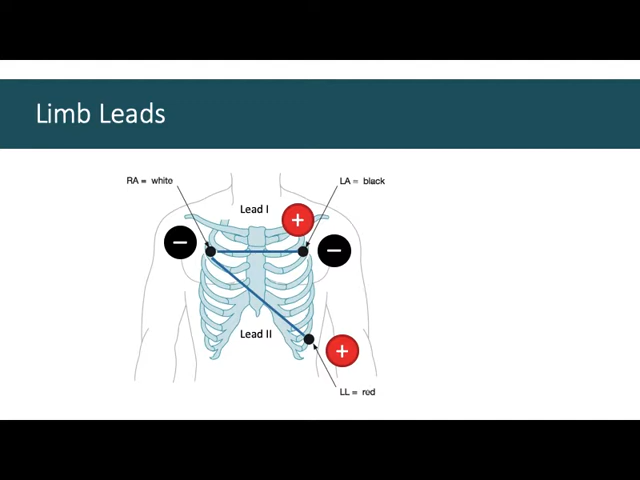 Limb Leads
RA = white
LA = black
Lead I
+
−
−
Lead II
+
LL = red